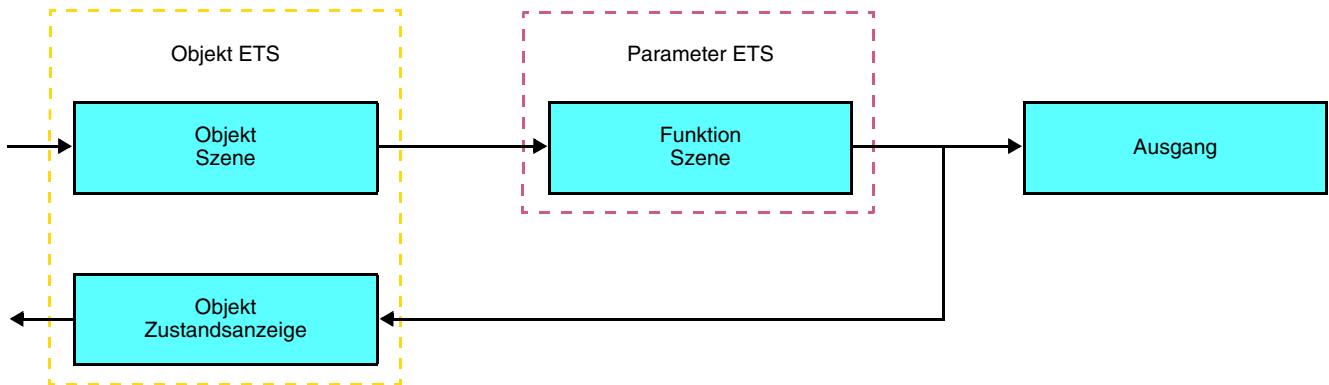 Objekt ETS
Parameter ETS
Objekt
Szene
Funktion
Szene
Ausgang
Objekt
Zustandsanzeige